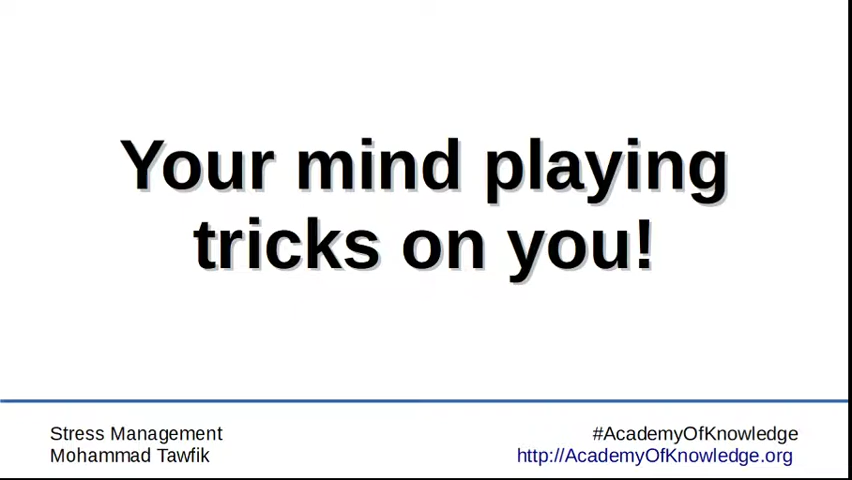 Your mind playing
tricks on you!
Stress Management
Mohammad Tawfik
#AcademyOfKnowledge
http://AcademyOfKnowledge.org